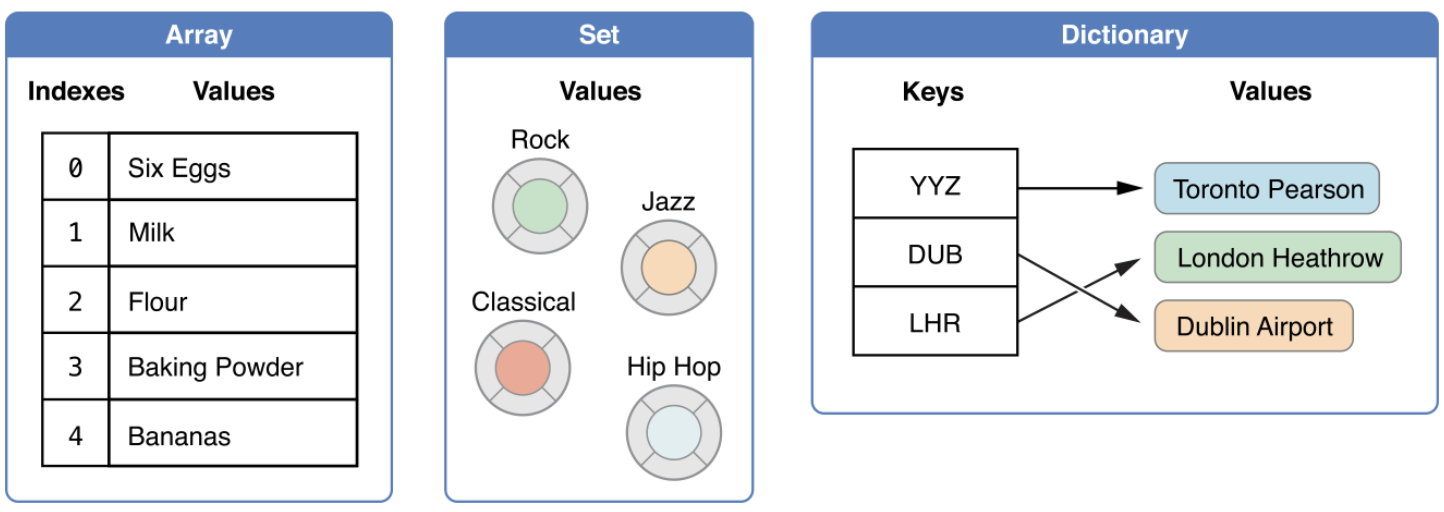 Array
Indexes Values
0 Six Eggs
1 Milk
2 Flour
3 Baking Powder
4 Bananas
Set
Values
Rock
Jazz
Classical
Hip Hop
Dictionary
Keys Values
YYZ Toronto Pearson
DUB London Heathrow
LHR Dublin Airport